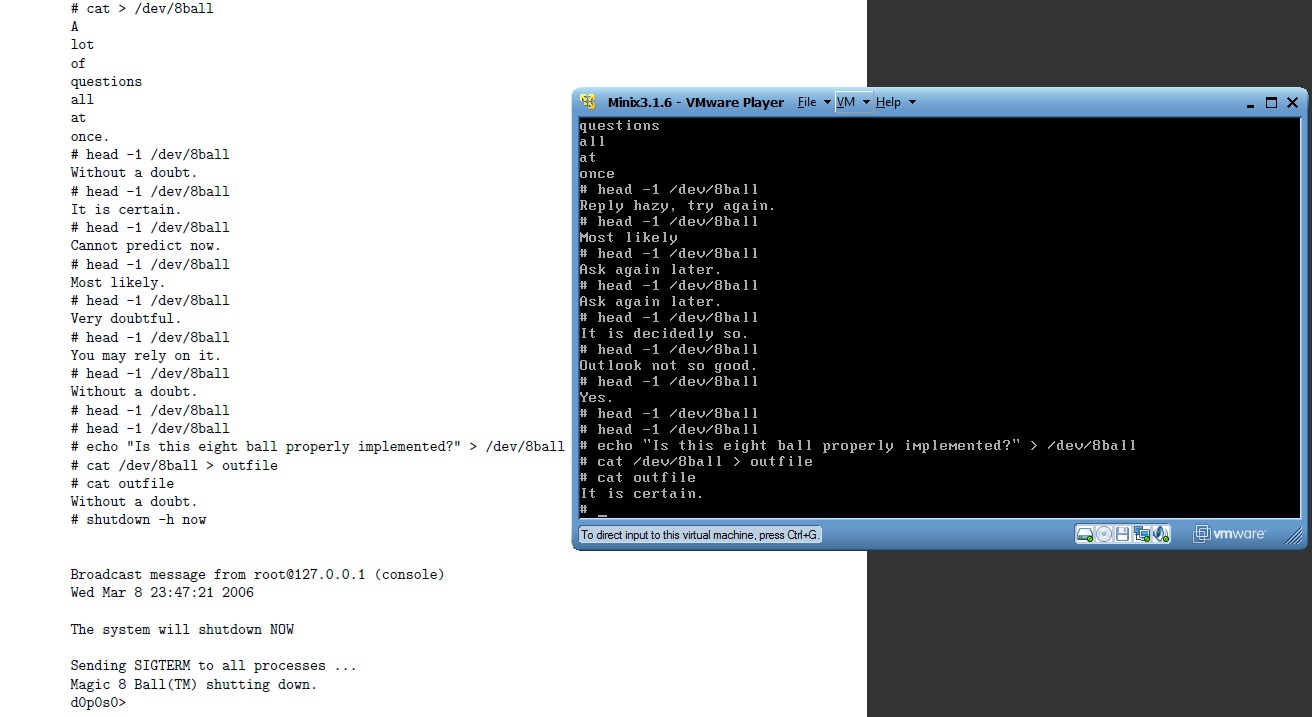 # cat > /dev/8ball
A
lot
of
questions
all
at
once.
# head -1 /dev/8ball
Without a doubt.
# head -1 /dev/8ball
It is certain.
# head -1 /dev/8ball
Cannot predict now.
# head -1 /dev/8ball
Most likely.
# head -1 /dev/8ball
Very doubtful.
# head -1 /dev/8ball
You may rely on it.
# head -1 /dev/8ball
Without a doubt.
# head -1 /dev/8ball
# head -1 /dev/8ball
# echo "Is this eight ball properly implemented?" > /dev/8ball
# cat /dev/8ball > outfile
# cat outfile
Without a doubt.
# shutdown -h now
Broadcast message from root@127.0.0.1 (console)
Wed Mar 8 23:47:21 2006
The system will shutdown NOW
Sending SIGTERM to all processes ...
Magic 8 Ball(TM) shutting down.
d0p0s0>
Minix3.1.6 - VMware Player File VM Help
questions
all
at
once
# head -1 /dev/8ball
Reply hazy, try again.
# head -1 /dev/8ball
Most likely
# head -1 /dev/8ball
Ask again later.
# head -1 /dev/8ball
Ask again later.
# head -1 /dev/8ball
It is decidedly so.
# head -1 /dev/8ball
Outlook not so good.
# head -1 /dev/8ball
Yes.
# head -1 /dev/8ball
# head -1 /dev/8ball
# echo "Is this eight ball properly implemented?" > /dev/8ball
# cat /dev/8ball > outfile
# cat outfile
It is certain.
# _
To direct input to this virtual machine, press Ctrl+G.
vmware